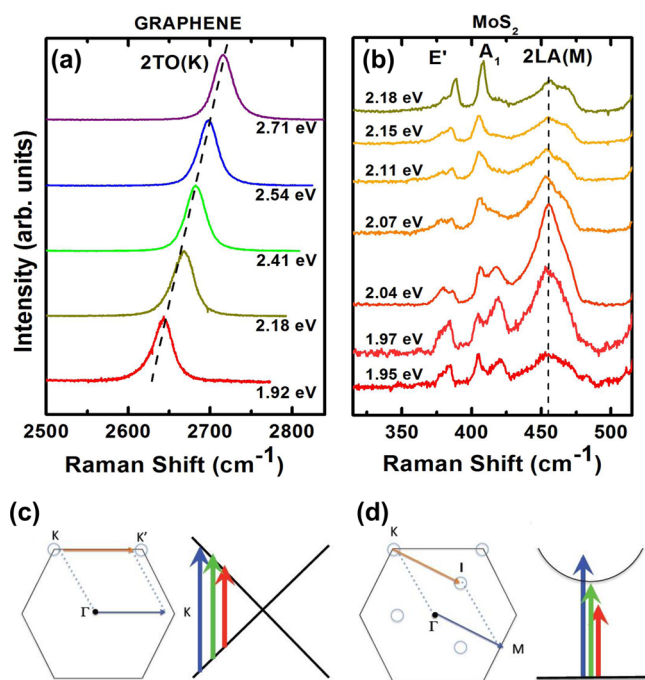 GRAPHENE
(a)
2TO(K)
2.71 eV
2.54 eV
2.41 eV
2.18 eV
1.92 eV
Intensity (arb. units)
2500 2600 2700 2800
Raman Shift (cm⁻¹)
MoS₂
(b)
E' A₁ 2LA(M)
2.18 eV
2.15 eV
2.11 eV
2.07 eV
2.04 eV
1.97 eV
1.95 eV
350 400 450 500
Raman Shift (cm⁻¹)
(c)
K K'
Γ K
(d)
K
I
Γ
M